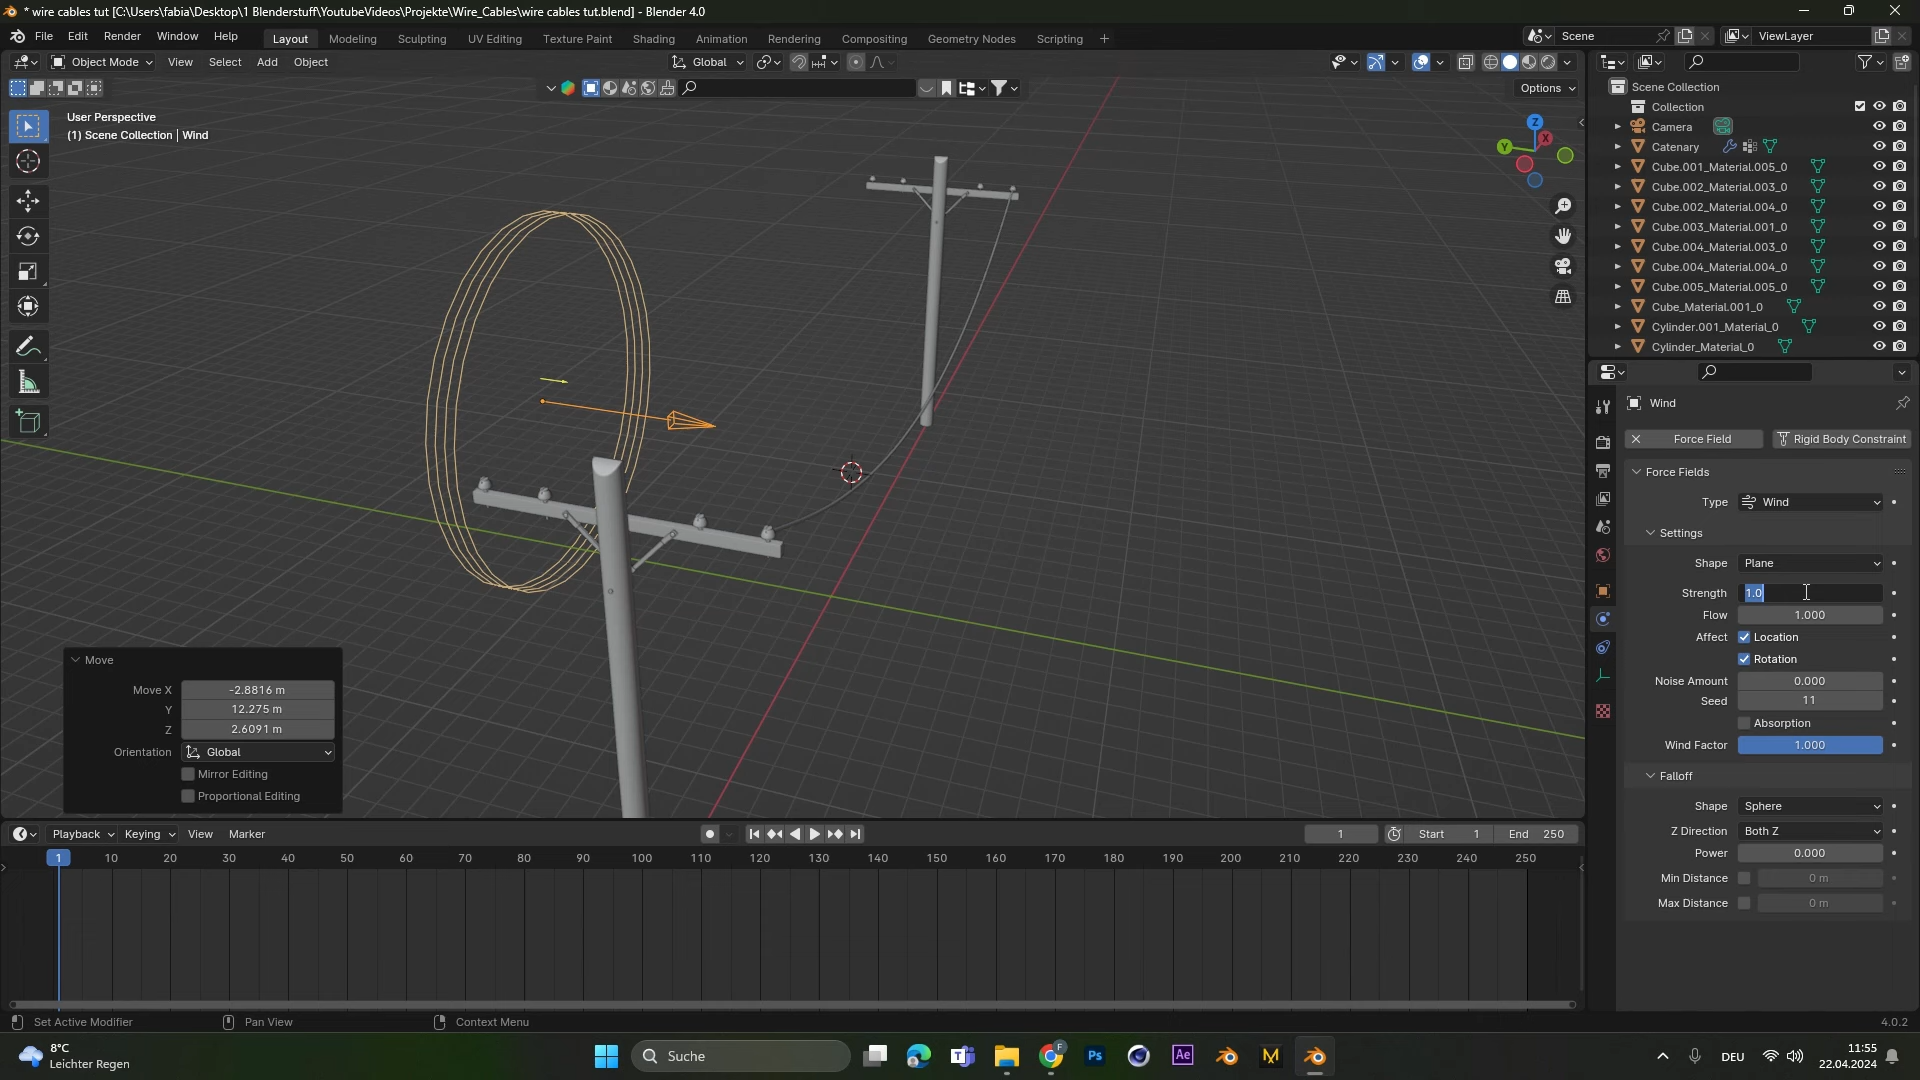 * wire cables tut [C:\Users\fabia\Desktop\1 Blenderstuff\YoutubeVideos\Projekte\Wire_Cables\wire cables tut.blend] - Blender 4.0
File Edit Render Window Help Layout Modeling Sculpting UV Editing Texture Paint Shading Animation Rendering Compositing Geometry Nodes Scripting + Scene ViewLayer
Object Mode View Select Add Object Global
Options
User Perspective
(1) Scene Collection | Wind
Z
X
Y
Scene Collection
Collection
Camera
Catenary
Cube.001_Material.005_0
Cube.002_Material.003_0
Cube.002_Material.004_0
Cube.003_Material.001_0
Cube.004_Material.003_0
Cube.004_Material.004_0
Cube.005_Material.005_0
Cube_Material.001_0
Cylinder.001_Material_0
Cylinder_Material_0
Wind
Force Field Rigid Body Constraint
Force Fields
Type Wind
Settings
Shape Plane
Strength 1.0
Flow 1.000
Affect Location
Rotation
Noise Amount 0.000
Seed 11
Absorption
Wind Factor 1.000
Falloff
Shape Sphere
Z Direction Both Z
Power 0.000
Min Distance 0 m
Max Distance 0 m
Move
Move X -2.8816 m
Y 12.275 m
Z 2.6091 m
Orientation Global
Mirror Editing
Proportional Editing
Playback Keying View Marker 1 Start 1 End 250
1 10 20 30 40 50 60 70 80 90 100 110 120 130 140 150 160 170 180 190 200 210 220 230 240 250
Set Active Modifier Pan View Context Menu 4.0.2
8°C
Leichter Regen
Suche
F
Ps
Ae
M
DEU
11:55
22.04.2024